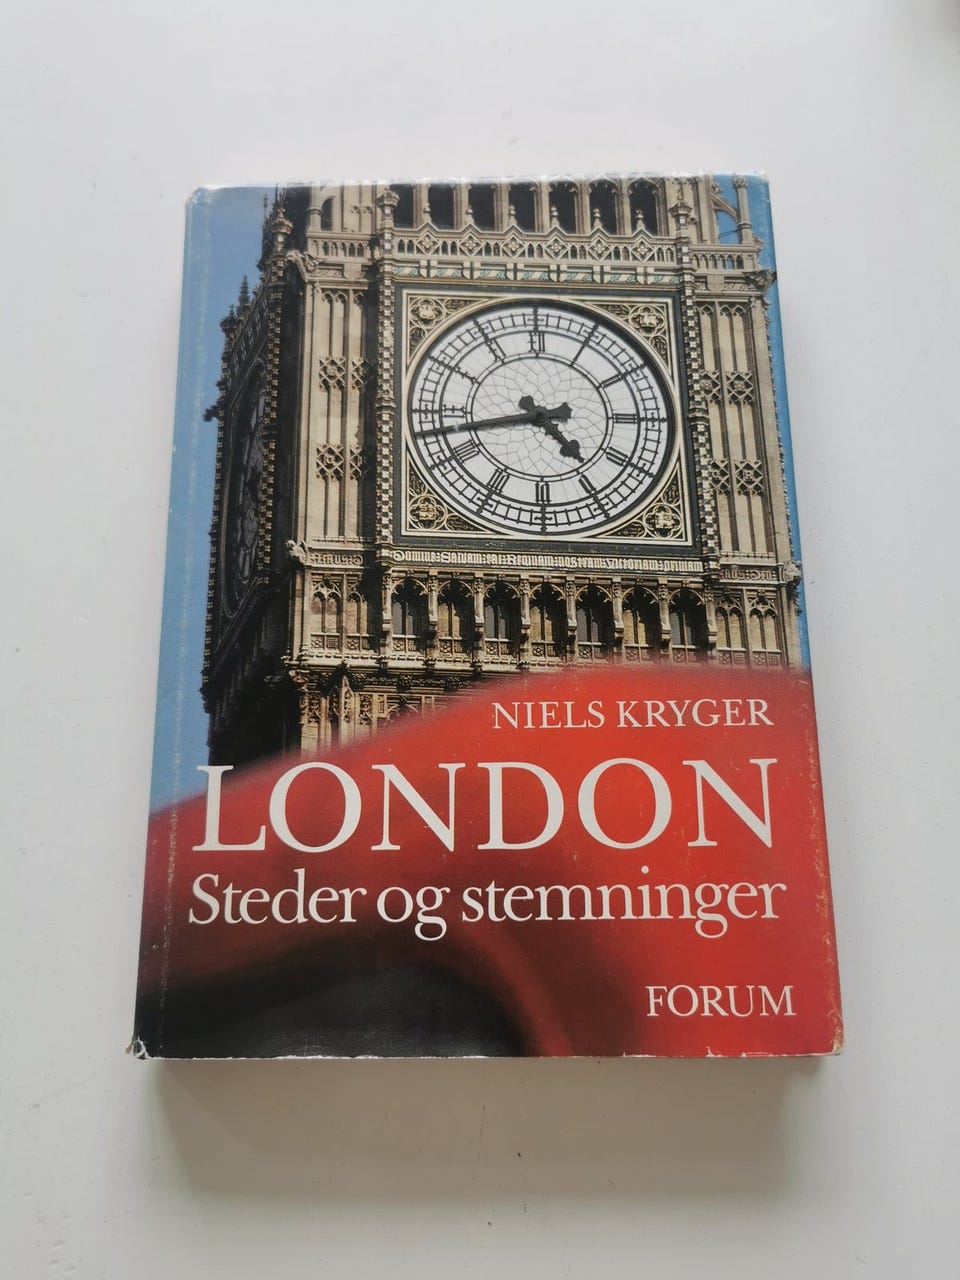 NIELS KRYGER
LONDON
Steder og stemninger
FORUM